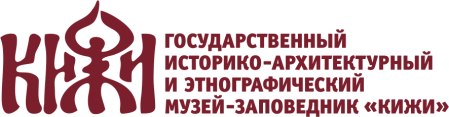 КИЖИ
ГОСУДАРСТВЕННЫЙ
ИСТОРИКО-АРХИТЕКТУРНЫЙ
И ЭТНОГРАФИЧЕСКИЙ
МУЗЕЙ-ЗАПОВЕДНИК «КИЖИ»